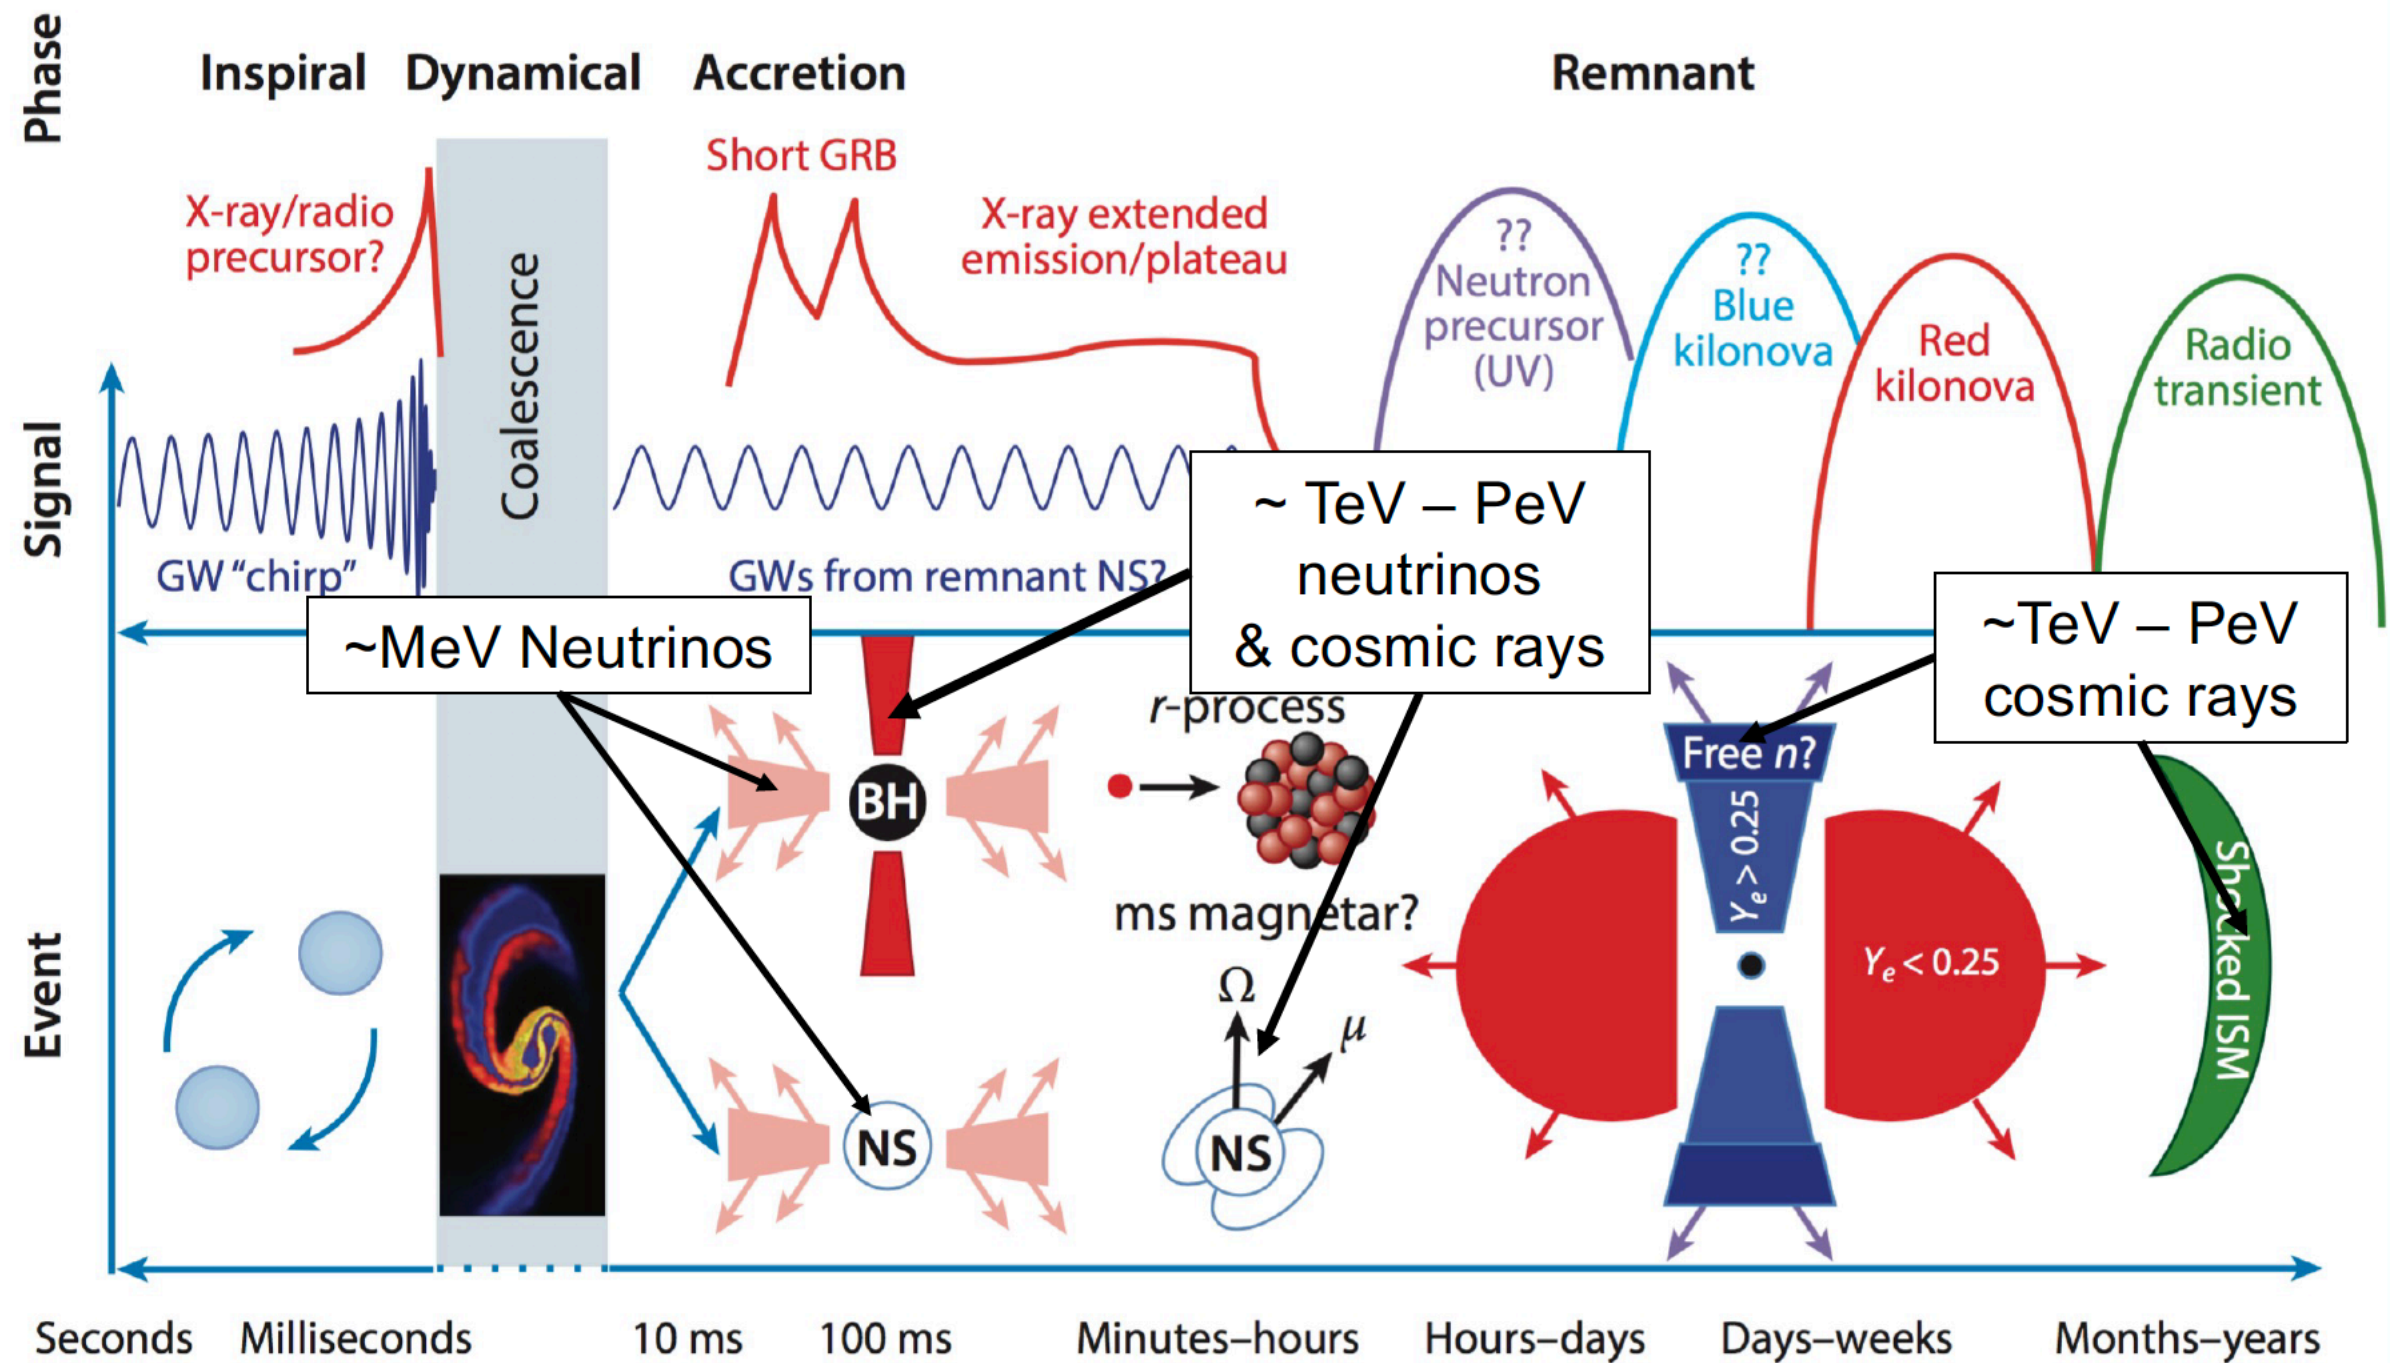 Phase
Inspiral
Dynamical
Accretion
Remnant
Signal
X-ray/radio
precursor?
GW “chirp”
Coalescence
Short GRB
X-ray extended
emission/plateau
GWs from remnant NS?
??
Neutron
precursor
(UV)
??
Blue
kilonova
Red
kilonova
Radio
transient
~MeV Neutrinos
~ TeV – PeV
neutrinos
& cosmic rays
~TeV – PeV
cosmic rays
Event
BH
NS
r-process
ms magnetar?
Ω
μ
NS
Free n?
Ye > 0.25
Ye < 0.25
Shocked ISM
Seconds
Milliseconds
10 ms
100 ms
Minutes–hours
Hours–days
Days–weeks
Months–years